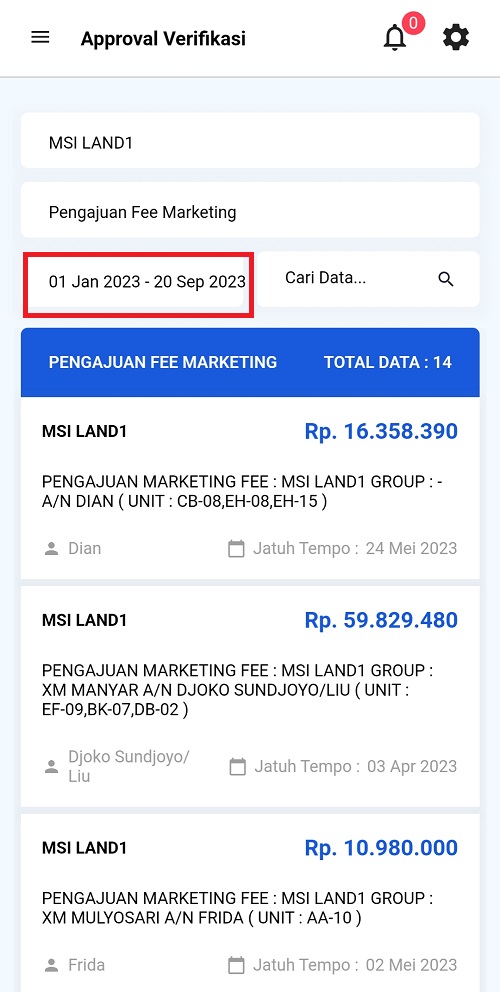 Approval Verifikasi
0
MSI LAND1
Pengajuan Fee Marketing
01 Jan 2023 - 20 Sep 2023
Cari Data...
PENGAJUAN FEE MARKETING
TOTAL DATA : 14
MSI LAND1
Rp. 16.358.390
PENGAJUAN MARKETING FEE : MSI LAND1 GROUP : -
A/N DIAN ( UNIT : CB-08,EH-08,EH-15 )
Dian
Jatuh Tempo : 24 Mei 2023
MSI LAND1
Rp. 59.829.480
PENGAJUAN MARKETING FEE : MSI LAND1 GROUP :
XM MANYAR A/N DJOKO SUNDJOYO/LIU ( UNIT :
EF-09,BK-07,DB-02 )
Djoko Sundjoyo/
Liu
Jatuh Tempo : 03 Apr 2023
MSI LAND1
Rp. 10.980.000
PENGAJUAN MARKETING FEE : MSI LAND1 GROUP :
XM MULYOSARI A/N FRIDA ( UNIT : AA-10 )
Frida
Jatuh Tempo : 02 Mei 2023